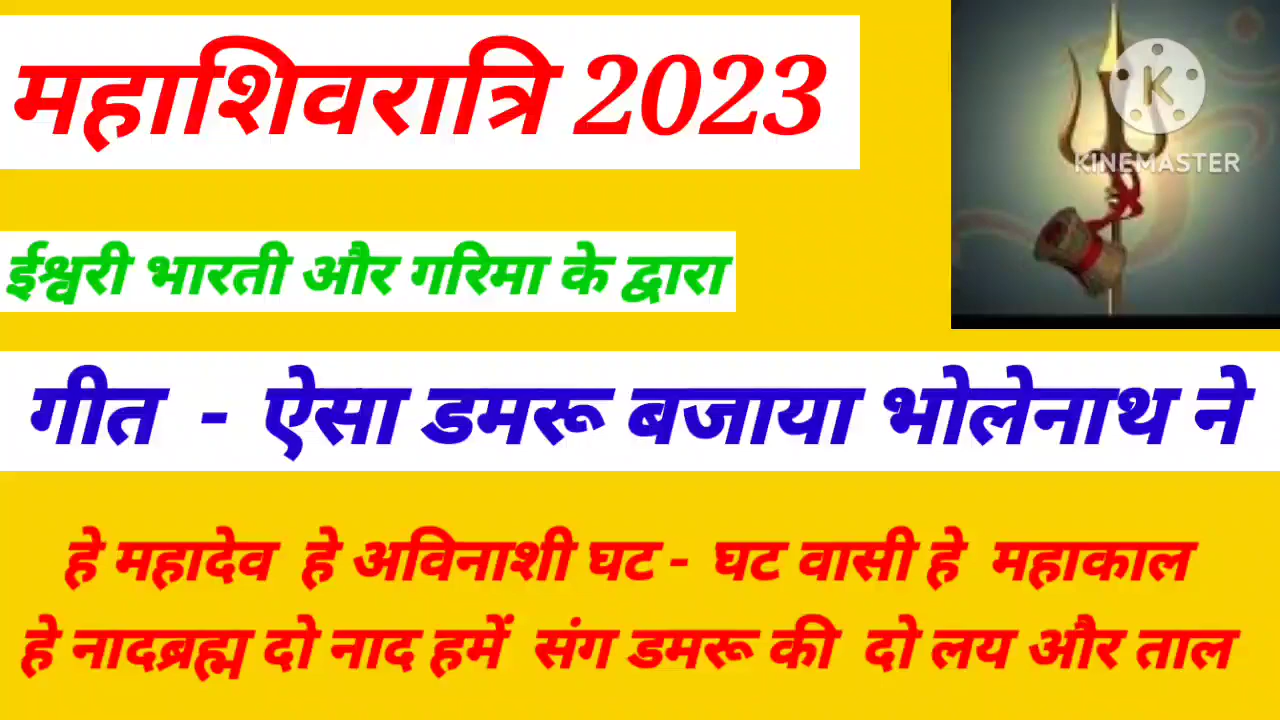 महाशिवरात्रि 2023
K
KINEMASTER
ईश्वरी भारती और गरिमा के द्वारा
गीत - ऐसा डमरू बजाया भोलेनाथ ने
हे महादेव हे अविनाशी घट - घट वासी हे महाकाल
हे नादब्रह्म दो नाद हमें संग डमरू की दो लय और ताल